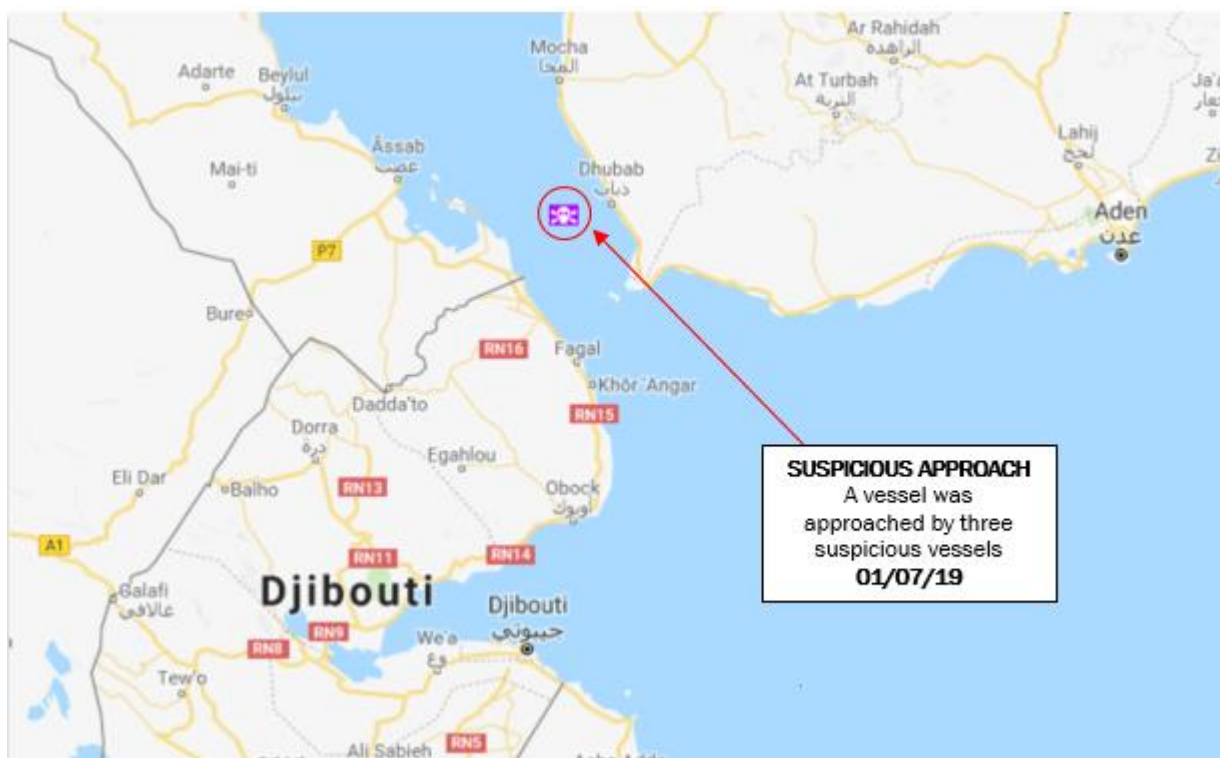 Mocha
المخا
Ar Rahidah
الراهدة
Adarte
Beylul
بيلول
At Turbah
التربة
Lahij
لحج
Mai-ti
Āssab
عصب
Dhubab
ذباب
Aden
عدن
P7
Bure
RN16
Fagal
Khôr 'Angar
Dadda'to
RN15
Dorra
درة
Egahlou
Eli Dar
Balho
RN13
Obock
أوبوك
A1
RN11
RN14
Galafi
غالافي
Djibouti
Djibouti
جيبوتي
RN9
RN8
We'a
وع
Tew'o
Ali Sabieh
RN5
SUSPICIOUS APPROACH
A vessel was
approached by three
suspicious vessels
01/07/19